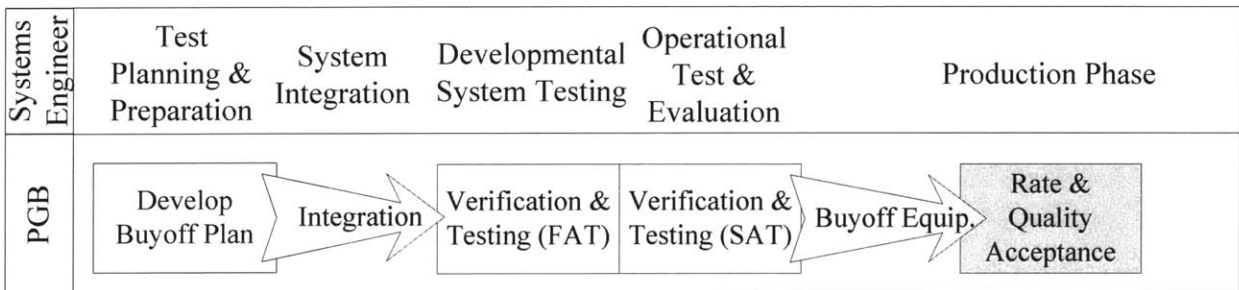 Systems
Engineer
Test
Planning &
Preparation
System
Integration
Developmental
System Testing
Operational
Test &
Evaluation
Production Phase
PGB
Develop
Buyoff Plan
Integration
Verification &
Testing (FAT)
Verification &
Testing (SAT)
Buyoff Equip.
Rate &
Quality
Acceptance